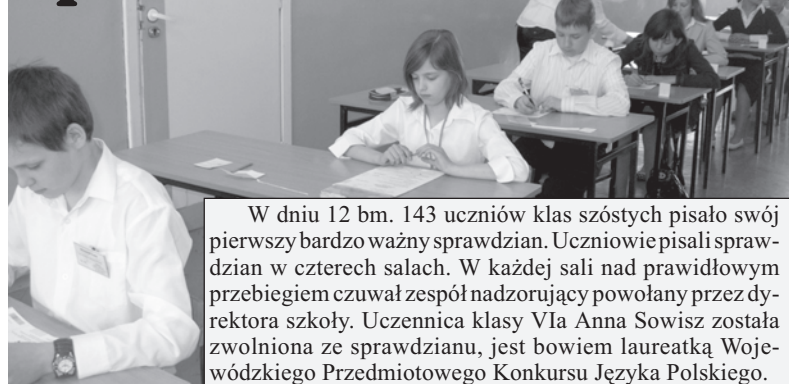 W dniu 12 bm. 143 uczniów klas szóstych pisało swój
pierwszy bardzo ważny sprawdzian. Uczniowie pisali spraw-
dzian w czterech salach. W każdej sali nad prawidłowym
przebiegiem czuwał zespół nadzorujący powołany przez dy-
rektora szkoły. Uczennica klasy VIa Anna Sowisz została
zwolniona ze sprawdzianu, jest bowiem laureatką Woje-
wódzkiego Przedmiotowego Konkursu Języka Polskiego.